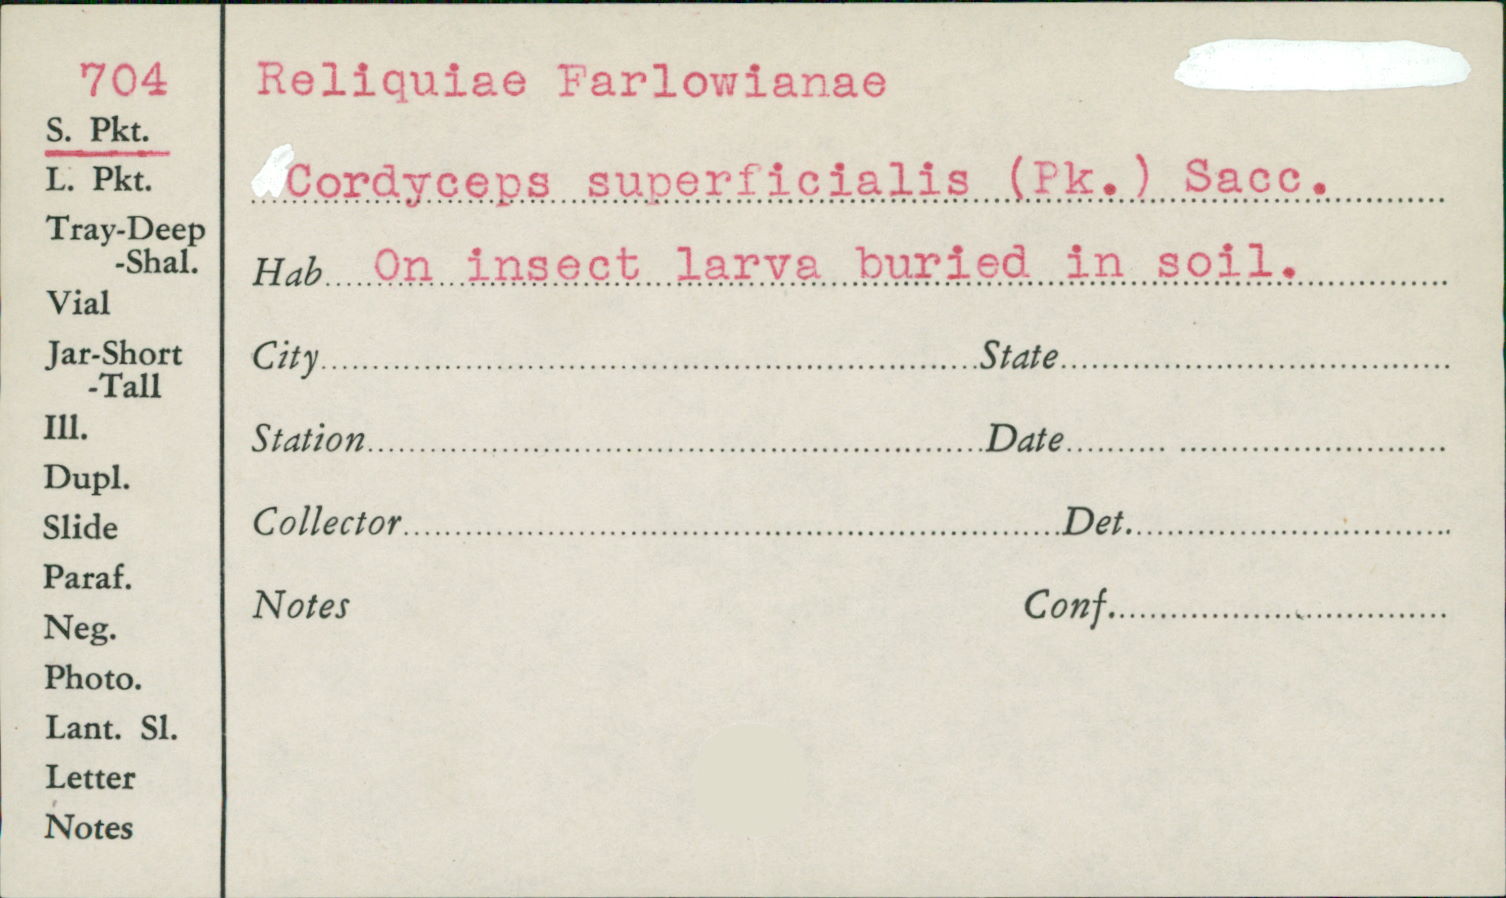 704
S. Pkt.
L. Pkt.
Tray-Deep
-Shal.
Vial
Jar-Short
-Tall
Ill.
Dupl.
Slide
Paraf.
Neg.
Photo.
Lant. Sl.
Letter
Notes
Reliquiae Farlowianae
Cordyceps superficialis (Pk.) Sacc.
Hab. On insect larva buried in soil.
City State
Station Date
Collector Det.
Notes Conf.